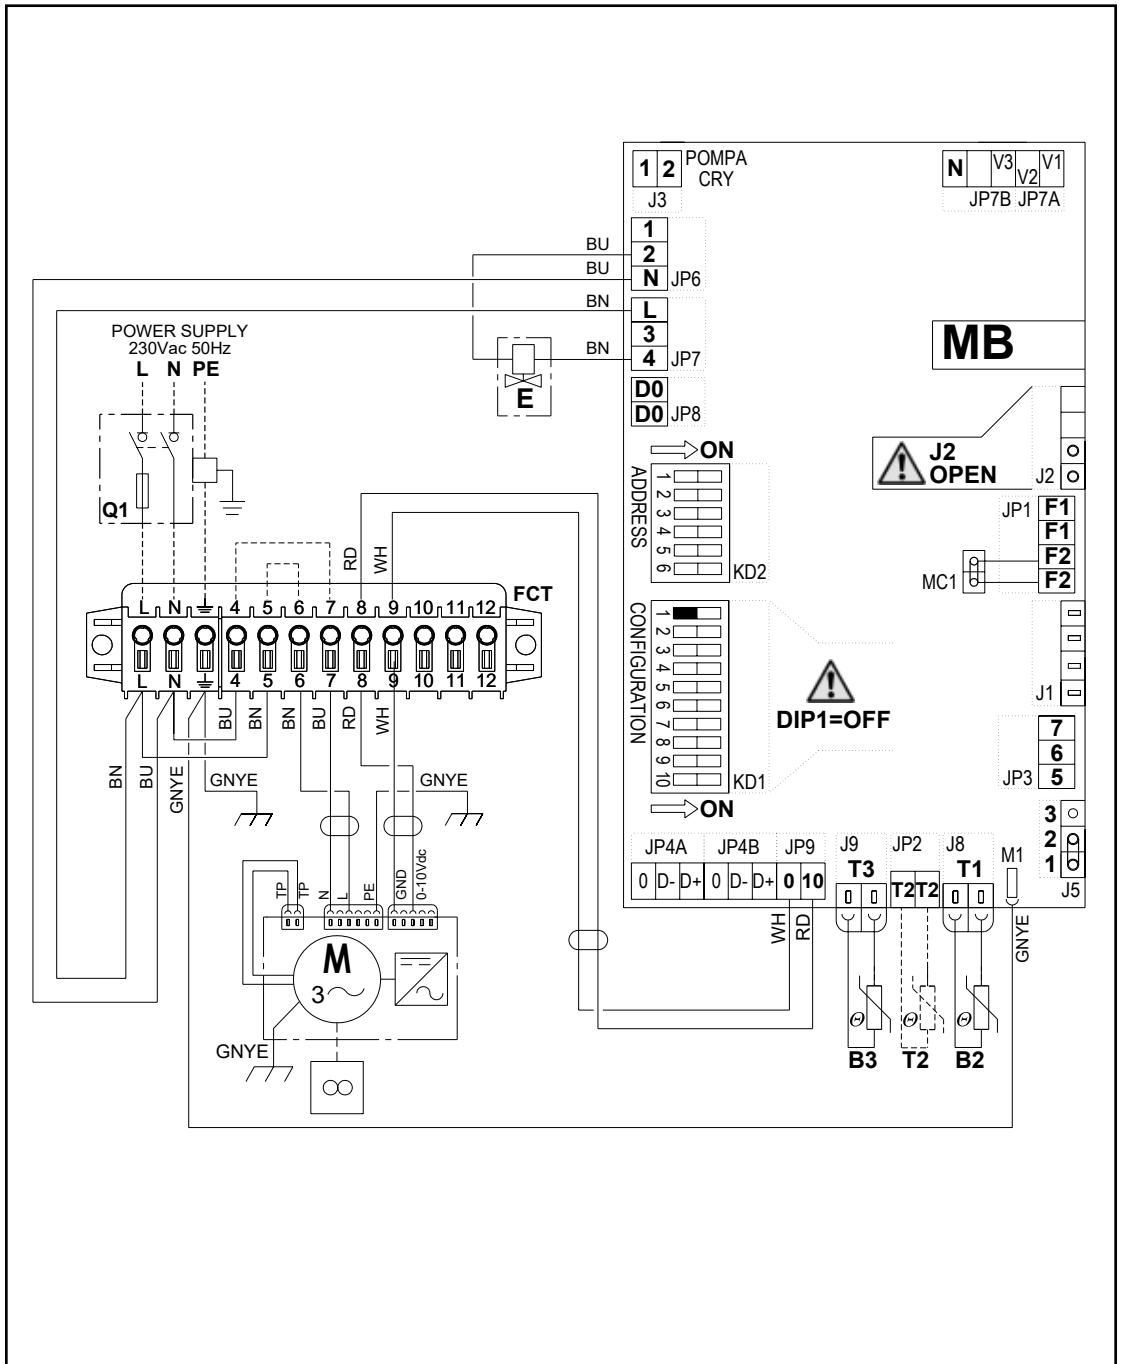 1 2 POMPA
CRY
J3
N V3 V2 V1
JP7B JP7A
1
2
N JP6
BU
BU
BN
L
3
4 JP7
BN
E
D0
D0 JP8
MB
POWER SUPPLY
230Vac 50Hz
L N PE
Q1
ON
ADDRESS
1
2
3
4
5
6
KD2
J2
OPEN
J2
JP1 F1
F1
F2
F2
MC1
RD
WH
FCT
L N 4 5 6 7 8 9 10 11 12
L N 4 5 6 7 8 9 10 11 12
CONFIGURATION
1
2
3
4
5
6
7
8
9
10
KD1
ON
DIP1=OFF
J1
7
6
5
JP3
3
2
1
J5
BN
BU
GNYE
BU
BN
BN
BU
RD
WH
GNYE
GNYE
TP
TP
N
L
PE
GND
0-10Vdc
M
3
GNYE
JP4A JP4B JP9
0 D- D+ 0 D- D+ 0 10
WH
RD
J9 JP2 J8
T3 T2 T2 T1
M1
GNYE
Θ Θ Θ
B3 T2 B2